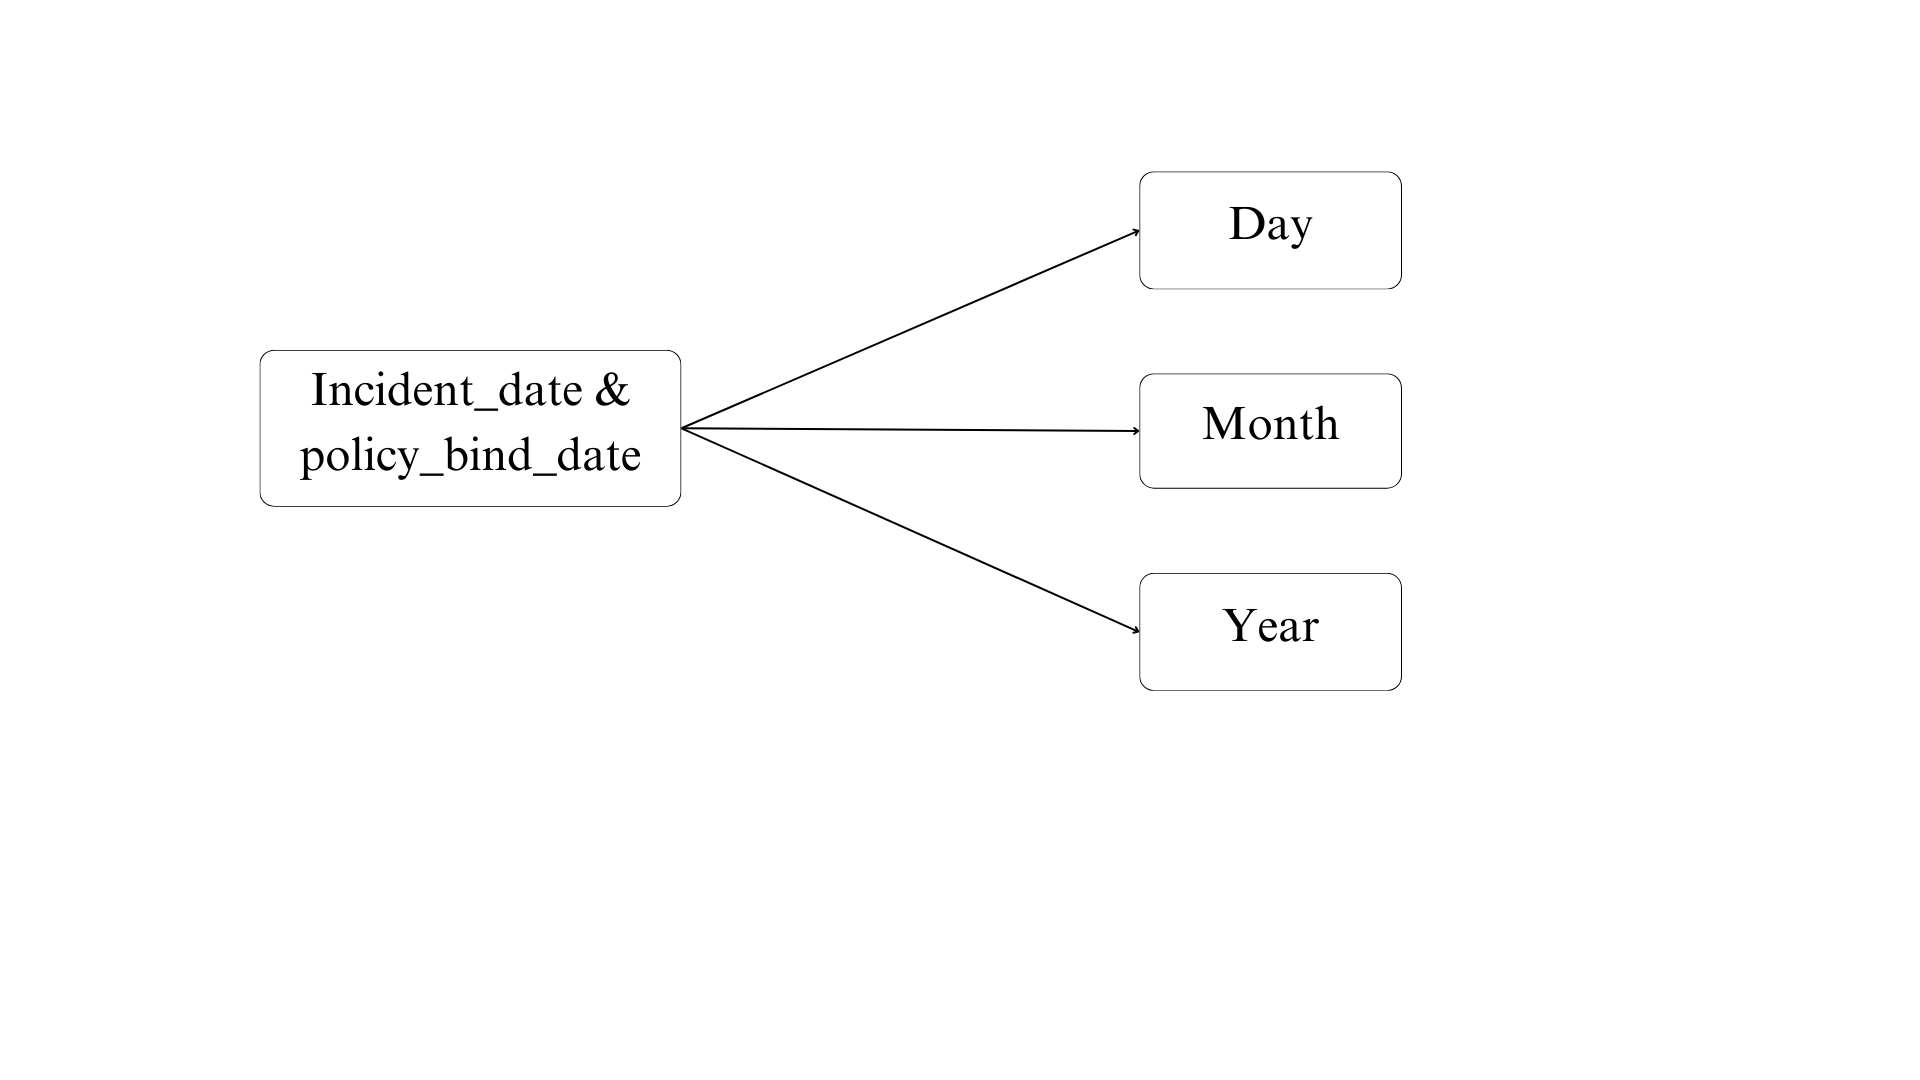 Incident_date &
policy_bind_date
Day
Month
Year